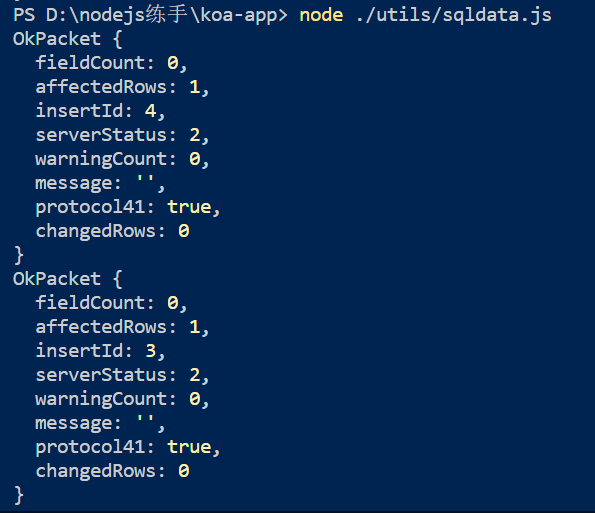 PS D:\nodejs练手\koa-app> node ./utils/sqldata.js
OkPacket {
  fieldCount: 0,
  affectedRows: 1,
  insertId: 4,
  serverStatus: 2,
  warningCount: 0,
  message: '',
  protocol41: true,
  changedRows: 0
}
OkPacket {
  fieldCount: 0,
  affectedRows: 1,
  insertId: 3,
  serverStatus: 2,
  warningCount: 0,
  message: '',
  protocol41: true,
  changedRows: 0
}